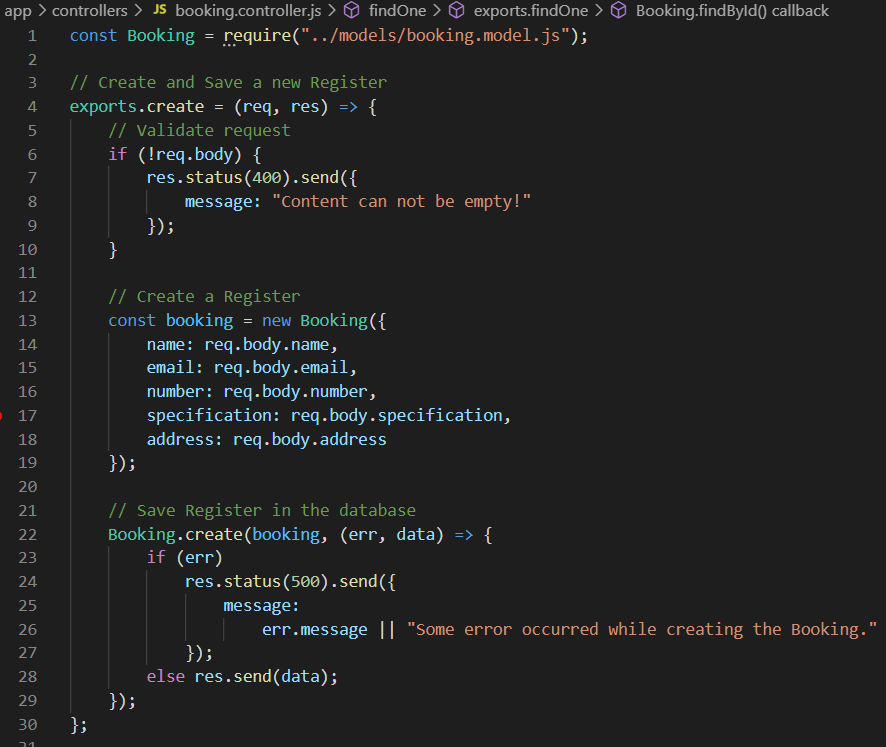 app > controllers > JS booking.controller.js > findOne > exports.findOne > Booking.findById() callback
1 const Booking = require("../models/booking.model.js");
2
3 // Create and Save a new Register
4 exports.create = (req, res) => {
5     // Validate request
6     if (!req.body) {
7         res.status(400).send({
8             message: "Content can not be empty!"
9         });
10     }
11
12     // Create a Register
13     const booking = new Booking({
14         name: req.body.name,
15         email: req.body.email,
16         number: req.body.number,
17         specification: req.body.specification,
18         address: req.body.address
19     });
20
21     // Save Register in the database
22     Booking.create(booking, (err, data) => {
23         if (err)
24             res.status(500).send({
25                 message:
26                     err.message || "Some error occurred while creating the Booking."
27             });
28         else res.send(data);
29     });
30 };
31